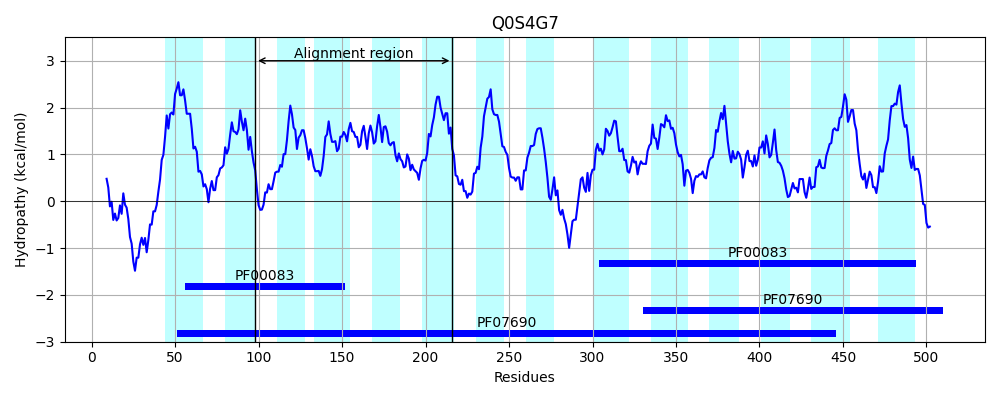 Q0S4G7
Alignment region
3
2
1
0
−1
−2
−3
Hydropathy (kcal/mol)
PF00083
PF00083
PF07690
PF07690
0 50 100 150 200 250 300 350 400 450 500
Residues